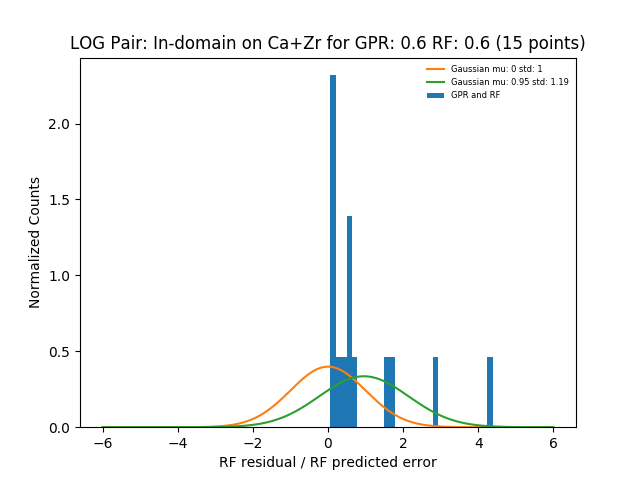 LOG Pair: In-domain on Ca+Zr for GPR: 0.6 RF: 0.6 (15 points)
Gaussian mu: 0 std: 1
Gaussian mu: 0.95 std: 1.19
GPR and RF
Normalized Counts
2.0
1.5
1.0
0.5
0.0
−6 −4 −2 0 2 4 6
RF residual / RF predicted error